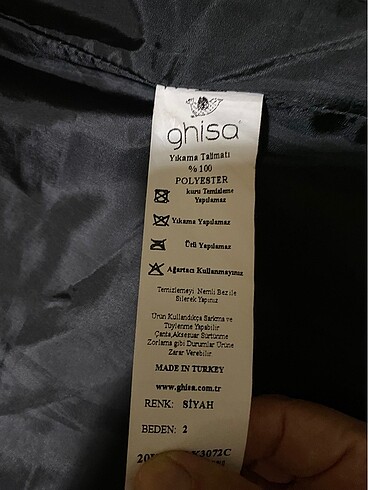 ghisa
Yıkama Talimatı
% 100
POLYESTER
kuru Temizleme
Yapılamaz
Yıkama Yapılamaz
Ütü Yapılamaz
Ağartıcı Kullanmayınız
Temizlemeyi Nemli Bez ile
Silerek Yapınız
Ürün Kullandıkça Sarkma ve
Tüylenme Yapabilir
Çanta,Aksesuar Sürtünme
Zorlama gibi Durumlar Ürüne
Zarar Verebilir
MADE IN TURKEY
www.ghisa.com.tr
RENK: SİYAH
BEDEN: 2